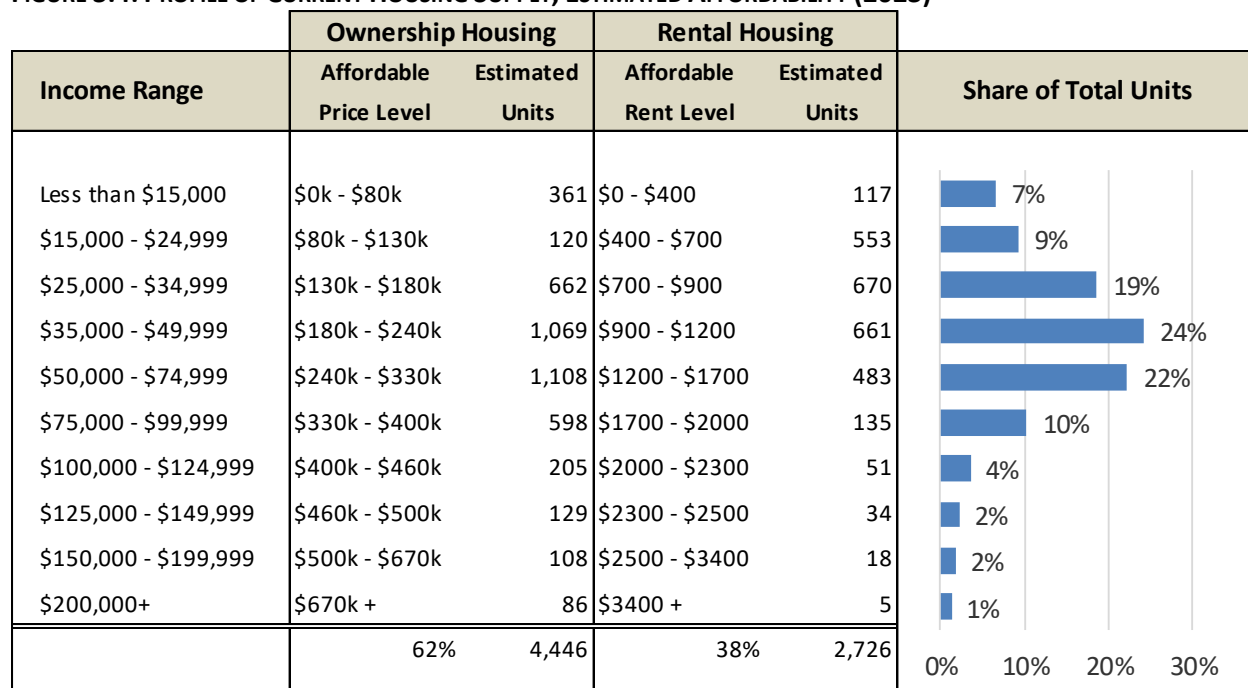 (2023)
Ownership Housing Rental Housing
Income Range Affordable Price Level Estimated Units Affordable Rent Level Estimated Units Share of Total Units
Less than $15,000 $0k - $80k 361 $0 - $400 117 7%
$15,000 - $24,999 $80k - $130k 120 $400 - $700 553 9%
$25,000 - $34,999 $130k - $180k 662 $700 - $900 670 19%
$35,000 - $49,999 $180k - $240k 1,069 $900 - $1200 661 24%
$50,000 - $74,999 $240k - $330k 1,108 $1200 - $1700 483 22%
$75,000 - $99,999 $330k - $400k 598 $1700 - $2000 135 10%
$100,000 - $124,999 $400k - $460k 205 $2000 - $2300 51 4%
$125,000 - $149,999 $460k - $500k 129 $2300 - $2500 34 2%
$150,000 - $199,999 $500k - $670k 108 $2500 - $3400 18 2%
$200,000+ $670k + 86 $3400 + 5 1%
62% 4,446 38% 2,726
0% 10% 20% 30%